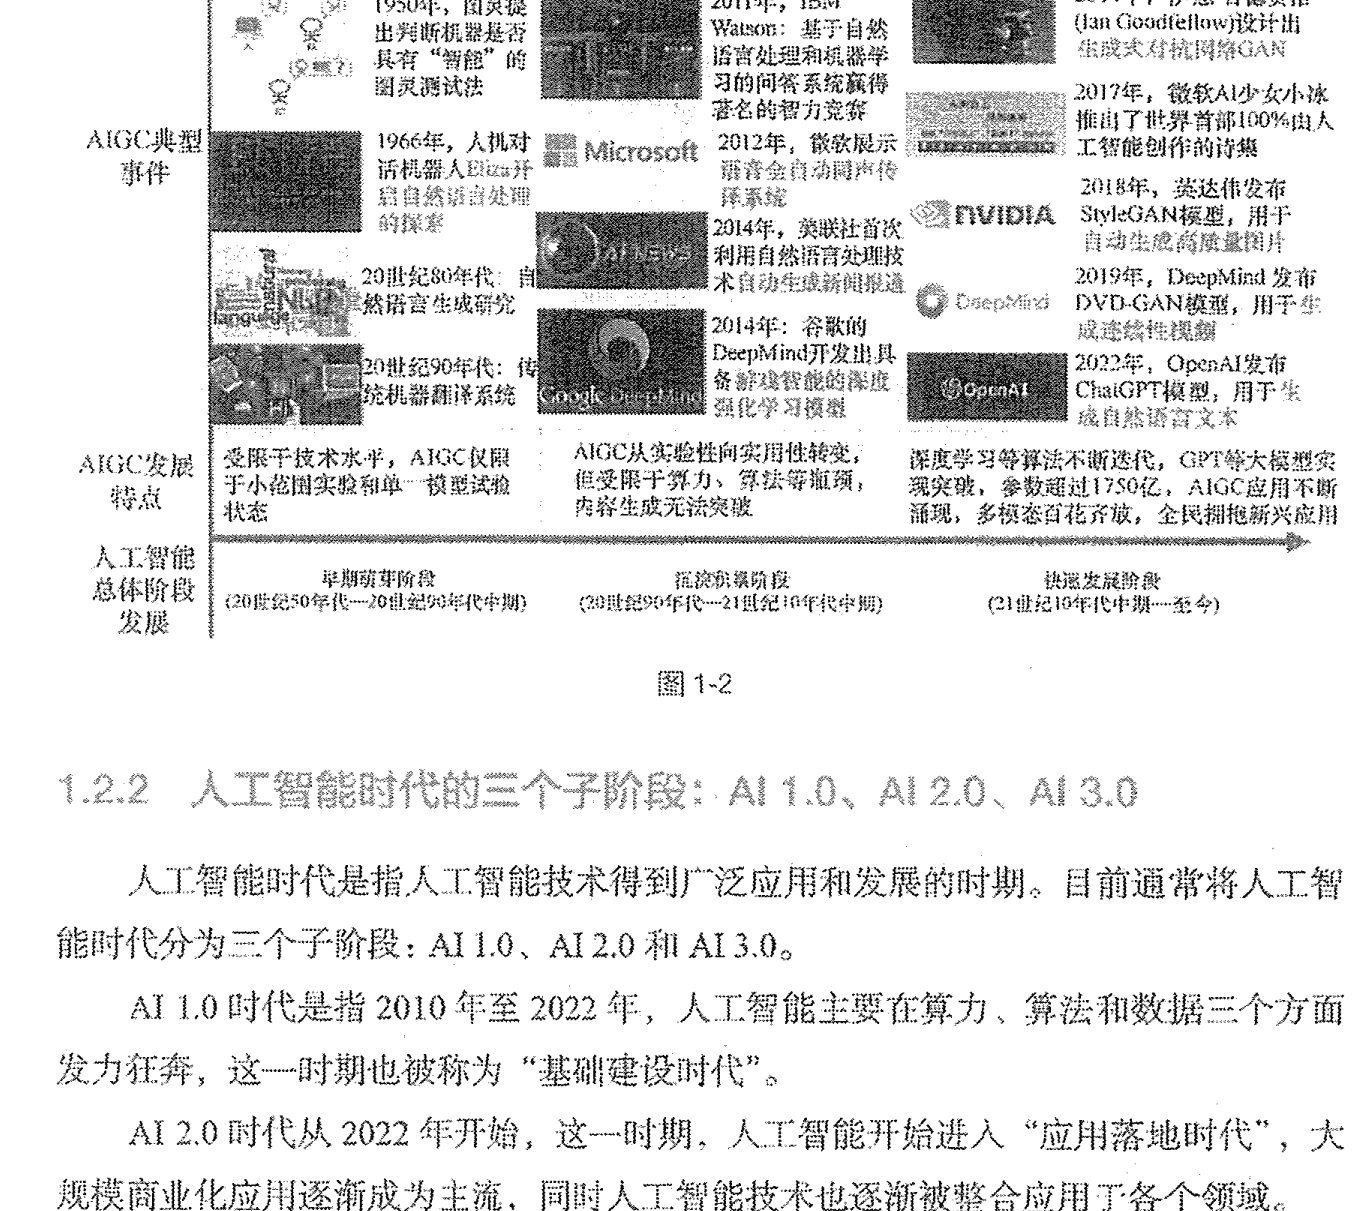 1950年，图灵提
出判断机器是否
具有“智能”的
图灵测试法
AIGC典型
事件
1966年，人机对
话机器人Eliza开
启自然语言处理
的探索
natural
NLP
language
20世纪80年代：自
然语言生成研究
20世纪90年代：传
统机器翻译系统
2011年，IBM
Watson：基于自然
语言处理和机器学
习的问答系统赢得
著名的智力竞赛
Microsoft
2012年，微软展示
语音全自动同声传
译系统
AI NEWS
2014年，美联社首次
利用自然语言处理技
术自动生成新闻报道
Google DeepMind
2014年：谷歌的
DeepMind开发出具
备游戏智能的深度
强化学习模型
(Ian Goodfellow)设计出
生成式对抗网络GAN
2017年，微软AI少女小冰
推出了世界首部100%由人
工智能创作的诗集
NVIDIA
2018年，英达伟发布
StyleGAN模型，用于
自动生成高质量图片
DeepMind
2019年，DeepMind 发布
DVD-GAN模型，用于生
成连续性视频
OpenAI
2022年，OpenAI发布
ChatGPT模型，用于生
成自然语言文本
AIGC发展
特点
受限于技术水平，AIGC仅限
于小范围实验和单一模型试验
状态
AIGC从实验性向实用性转变，
但受限于算力、算法等瓶颈，
内容生成无法突破
深度学习等算法不断迭代，GPT等大模型实
现突破，参数超过1750亿，AIGC应用不断
涌现，多模态百花齐放，全民拥抱新兴应用
人工智能
总体阶段
发展
早期萌芽阶段
(20世纪50年代—20世纪90年代中期)
沉淀积累阶段
(20世纪90年代—21世纪10年代中期)
快速发展阶段
(21世纪10年代中期—至今)
图 1-2
1.2.2 人工智能时代的三个子阶段：AI 1.0、AI 2.0、AI 3.0
人工智能时代是指人工智能技术得到广泛应用和发展的时期。目前通常将人工智
能时代分为三个子阶段：AI 1.0、AI 2.0 和 AI 3.0。
AI 1.0 时代是指 2010 年至 2022 年，人工智能主要在算力、算法和数据三个方面
发力狂奔，这一时期也被称为“基础建设时代”。
AI 2.0 时代从 2022 年开始，这一时期，人工智能开始进入“应用落地时代”，大
规模商业化应用逐渐成为主流，同时人工智能技术也逐渐被整合应用于各个领域。